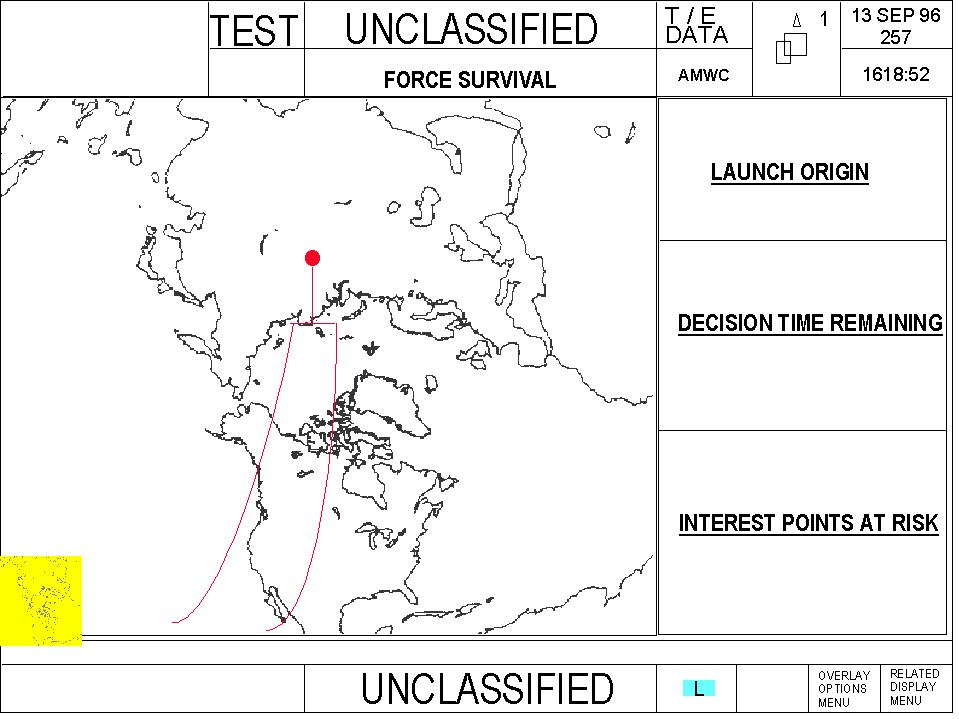 TEST
UNCLASSIFIED
FORCE SURVIVAL
T / E
DATA
AMWC
1
13 SEP 96
257
1618:52
LAUNCH ORIGIN
DECISION TIME REMAINING
INTEREST POINTS AT RISK
UNCLASSIFIED
L
OVERLAY
OPTIONS
MENU
RELATED
DISPLAY
MENU